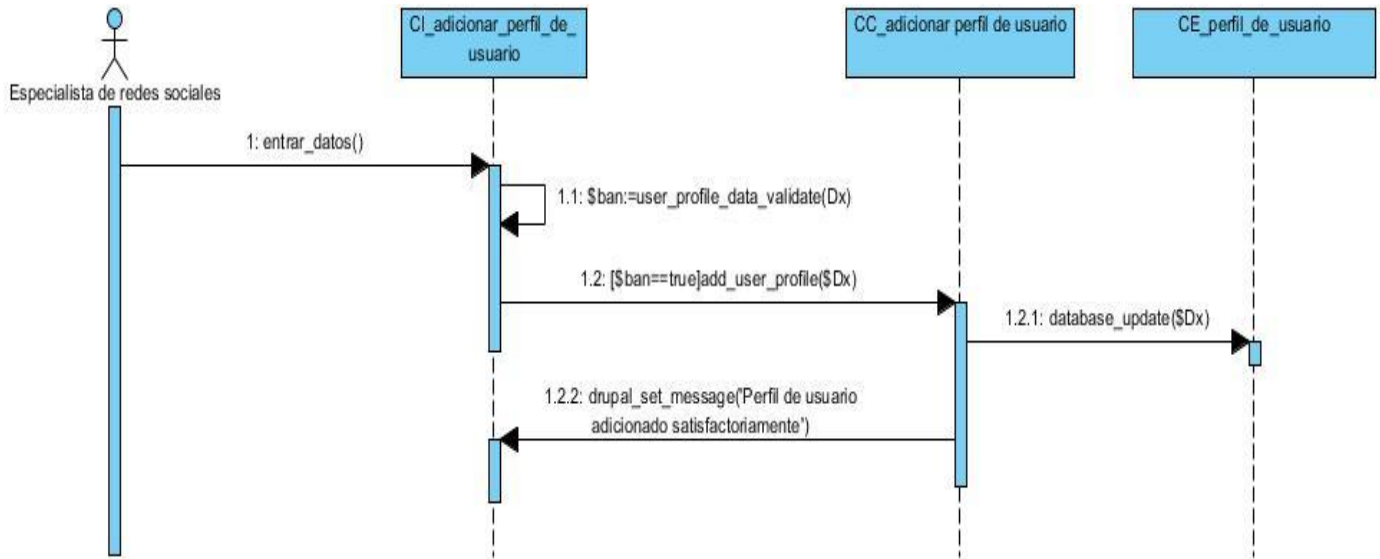 CI_adicionar_perfil_de_
usuario
CC_adicionar perfil de usuario
CE_perfil_de_usuario
Especialista de redes sociales
1: entrar_datos()
1.1: $ban:=user_profile_data_validate(Dx)
1.2: [$ban==true]add_user_profile($Dx)
1.2.1: database_update($Dx)
1.2.2: drupal_set_message('Perfil de usuario
adicionado satisfactoriamente')